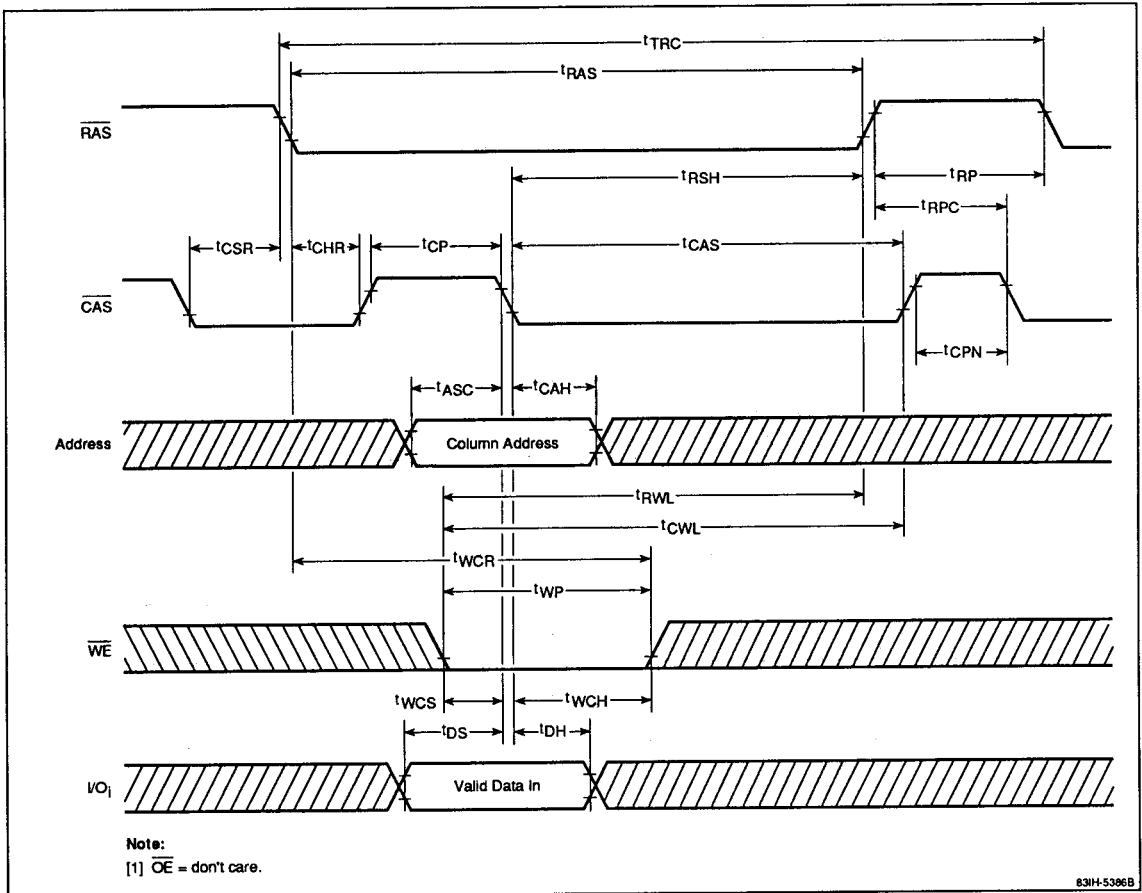 tTRC
tRAS
RAS
tRSH
tRP
tRPC
tCSR
tCHR
tCP
tCAS
CAS
tCPN
tASC
tCAH
Address
Column Address
tRWL
tCWL
tWCR
tWP
WE
tWCS
tWCH
tDS
tDH
I/Oi
Valid Data In
Note:
[1] OE = don't care.
83IH-5386B